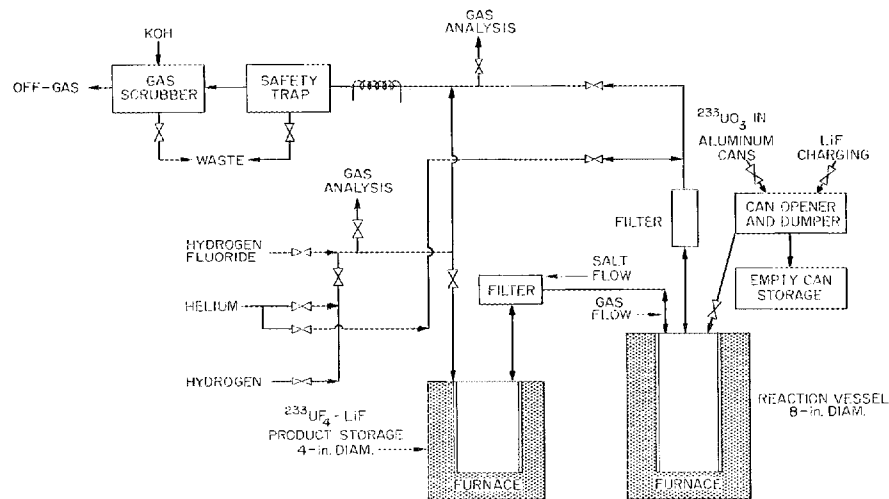 GAS
ANALYSIS
KOH
OFF-GAS
GAS
SCRUBBER
SAFETY
TRAP
WASTE
²³³UO₃ IN
ALUMINUM
CANS
LiF
CHARGING
GAS
ANALYSIS
FILTER
CAN OPENER
AND DUMPER
HYDROGEN
FLUORIDE
SALT
FLOW
FILTER
EMPTY CAN
STORAGE
HELIUM
GAS
FLOW
HYDROGEN
²³³UF₄-LiF
PRODUCT STORAGE
4-in. DIAM.
REACTION VESSEL
8-in. DIAM.
FURNACE
FURNACE